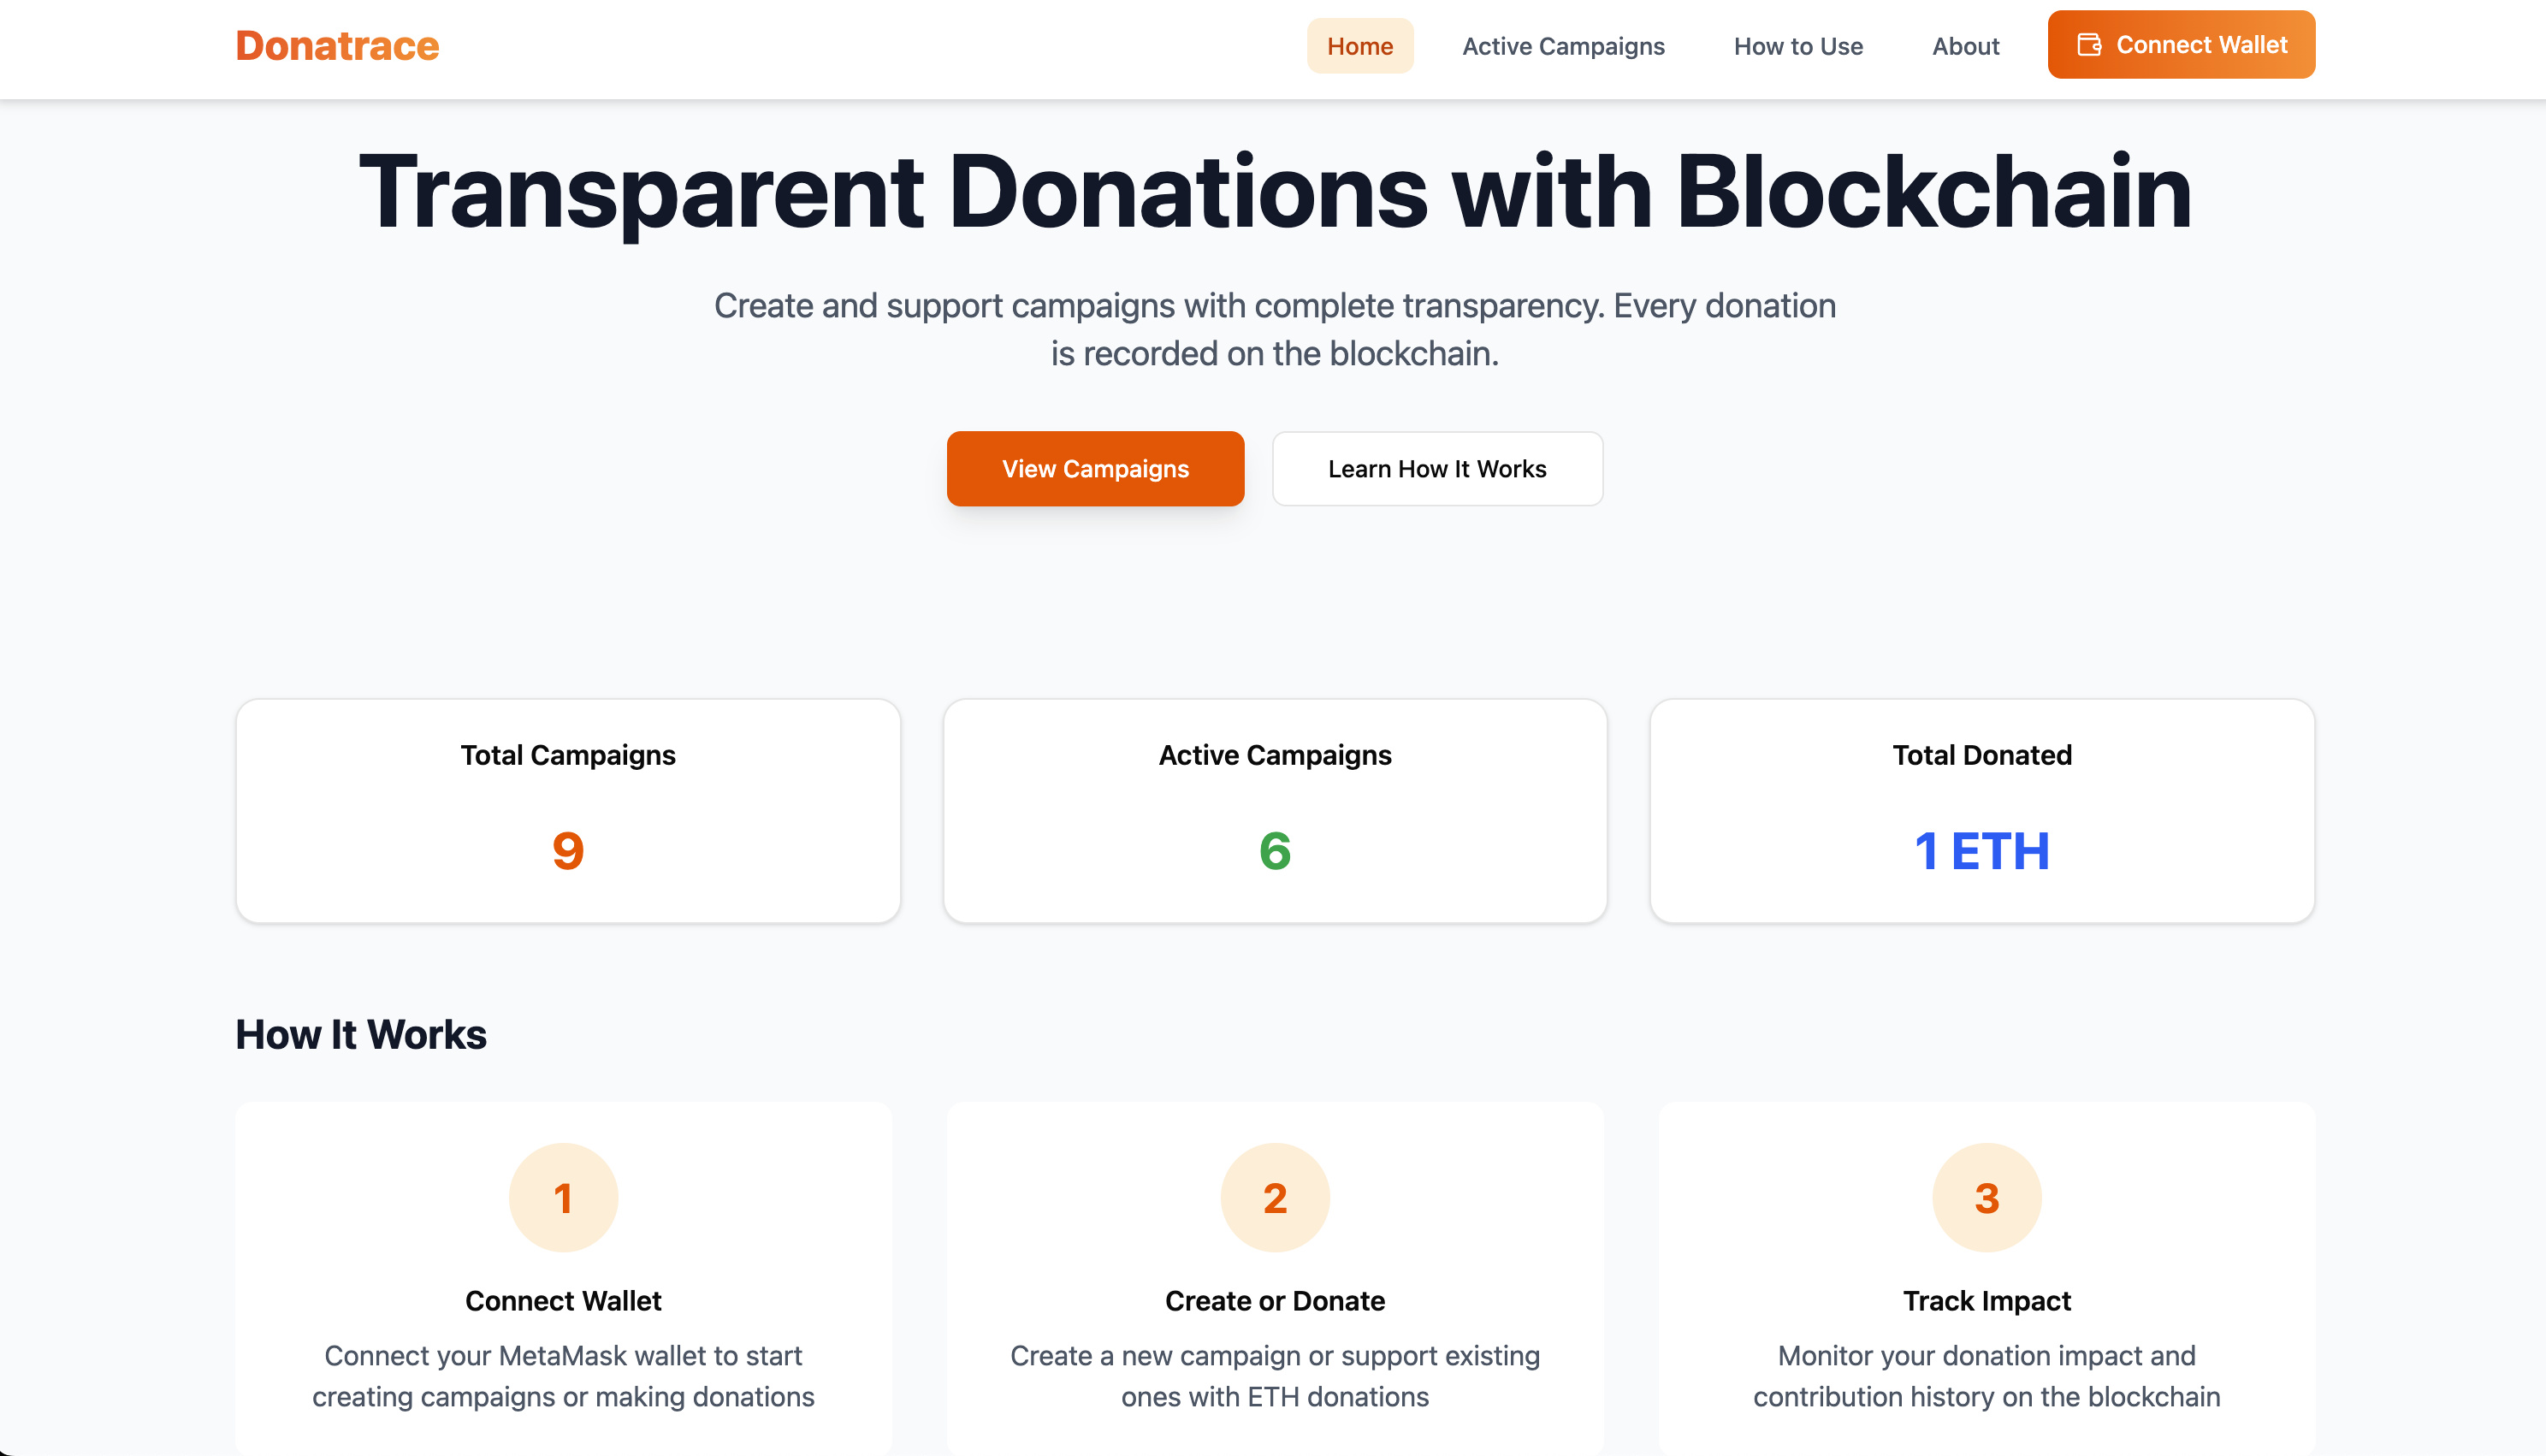 Donatrace
Home
Active Campaigns
How to Use
About
Connect Wallet
Transparent Donations with Blockchain
Create and support campaigns with complete transparency. Every donation
is recorded on the blockchain.
View Campaigns
Learn How It Works
Total Campaigns
9
Active Campaigns
6
Total Donated
1 ETH
How It Works
1
Connect Wallet
Connect your MetaMask wallet to start
creating campaigns or making donations
2
Create or Donate
Create a new campaign or support existing
ones with ETH donations
3
Track Impact
Monitor your donation impact and
contribution history on the blockchain